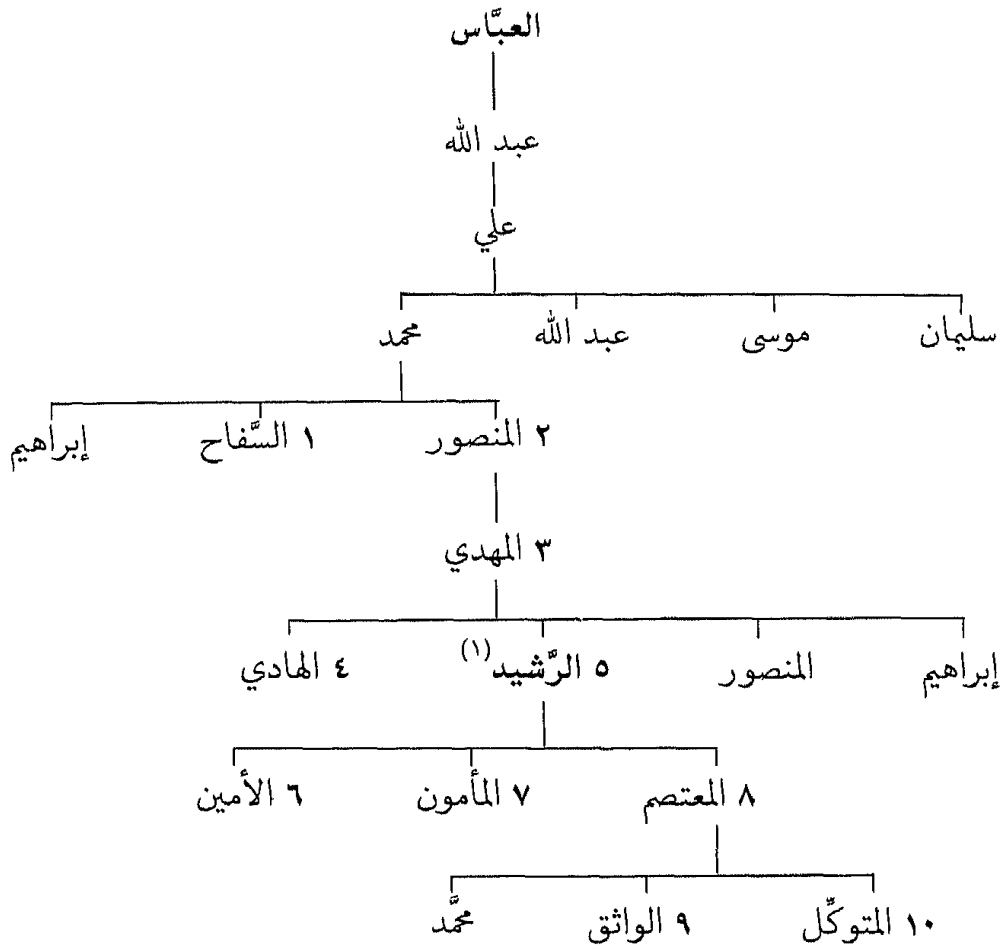 العبَّاس
عبد الله
علي
سليمان موسى عبد الله محمد
٢ المنصور ١ السَّفاح إبراهيم
٣ المهدي
إبراهيم المنصور ٥ الرَّشيد(١) ٤ الهادي
٨ المعتصم ٧ المأمون ٦ الأمين
١٠ المتوكِّل ٩ الواثق محمَّد